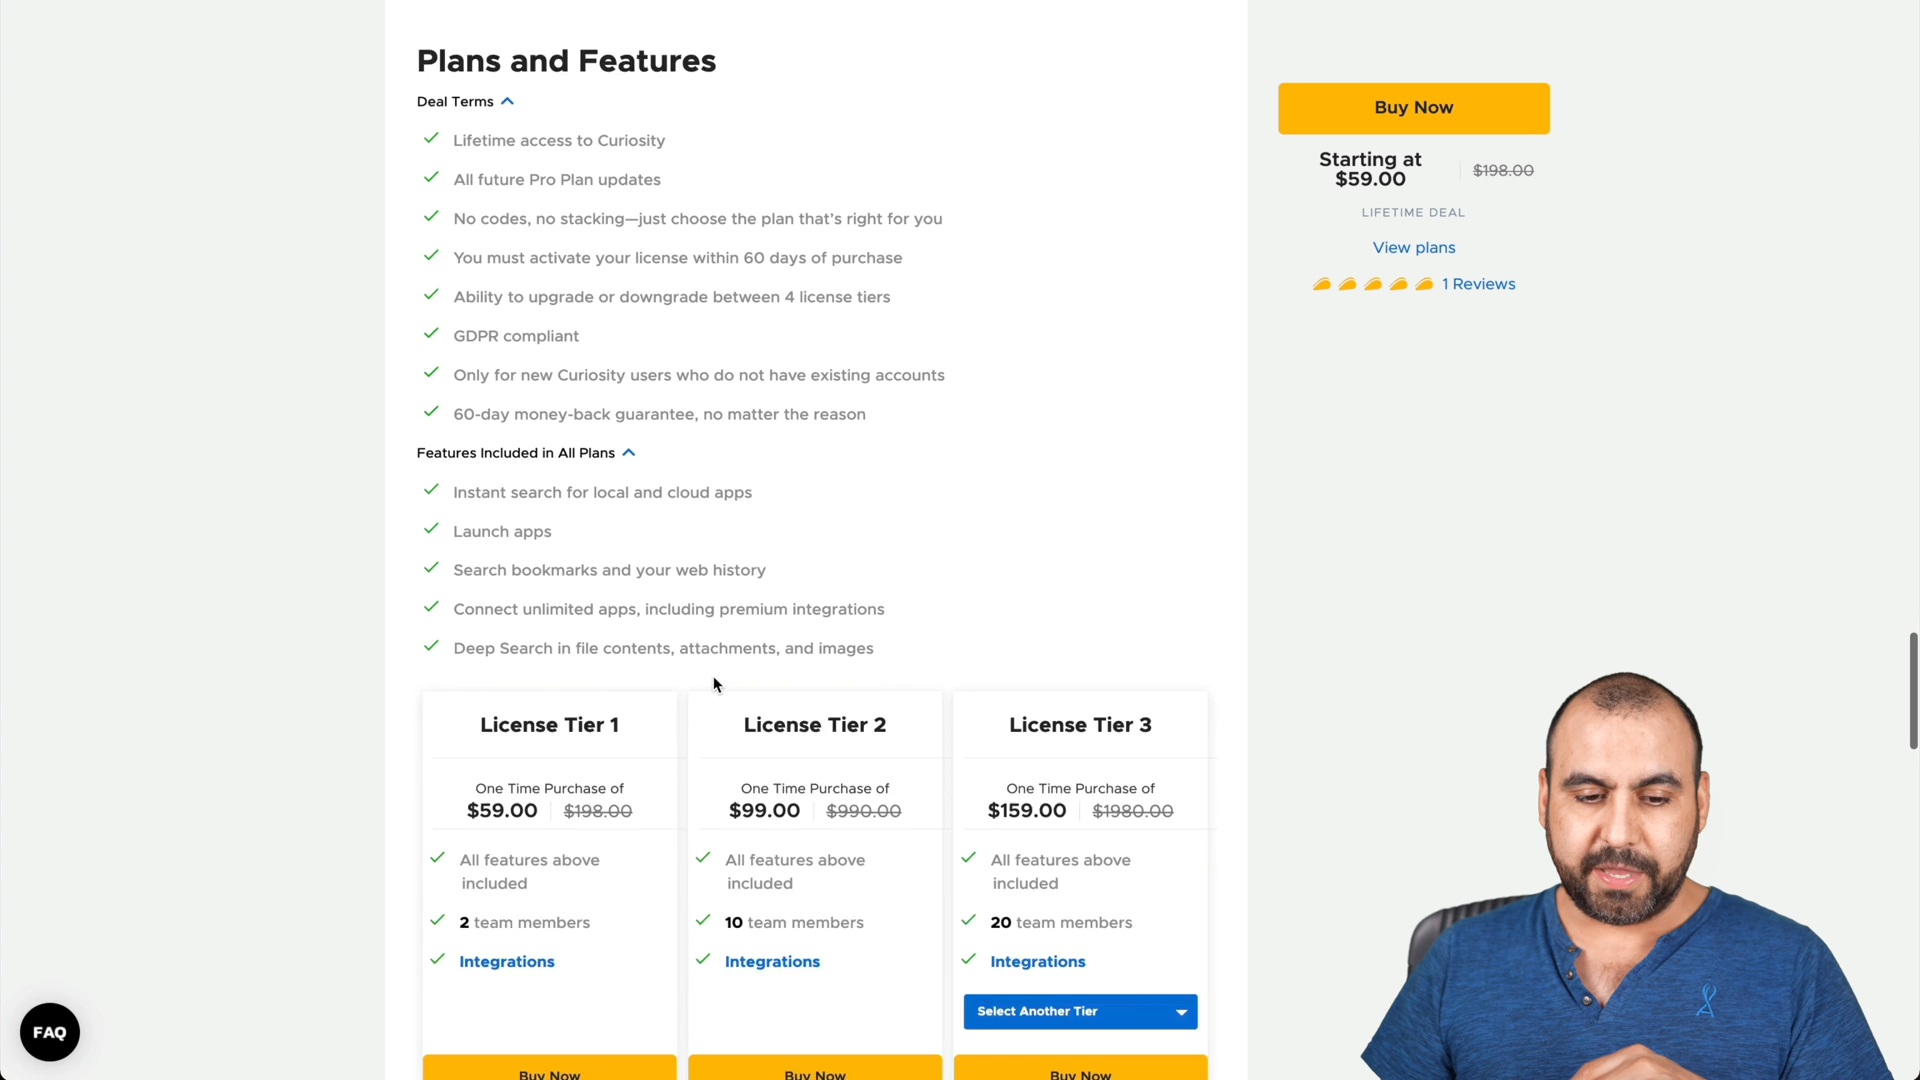 Plans and Features
Deal Terms
Lifetime access to Curiosity
All future Pro Plan updates
No codes, no stacking—just choose the plan that's right for you
You must activate your license within 60 days of purchase
Ability to upgrade or downgrade between 4 license tiers
GDPR compliant
Only for new Curiosity users who do not have existing accounts
60-day money-back guarantee, no matter the reason
Features Included in All Plans
Instant search for local and cloud apps
Launch apps
Search bookmarks and your web history
Connect unlimited apps, including premium integrations
Deep Search in file contents, attachments, and images
License Tier 1
One Time Purchase of
$59.00 $198.00
All features above
included
2 team members
Integrations
Buy Now
License Tier 2
One Time Purchase of
$99.00 $990.00
All features above
included
10 team members
Integrations
Buy Now
License Tier 3
One Time Purchase of
$159.00 $1980.00
All features above
included
20 team members
Integrations
Select Another Tier
Buy Now
Buy Now
Starting at
$59.00
$198.00
LIFETIME DEAL
View plans
1 Reviews
FAQ